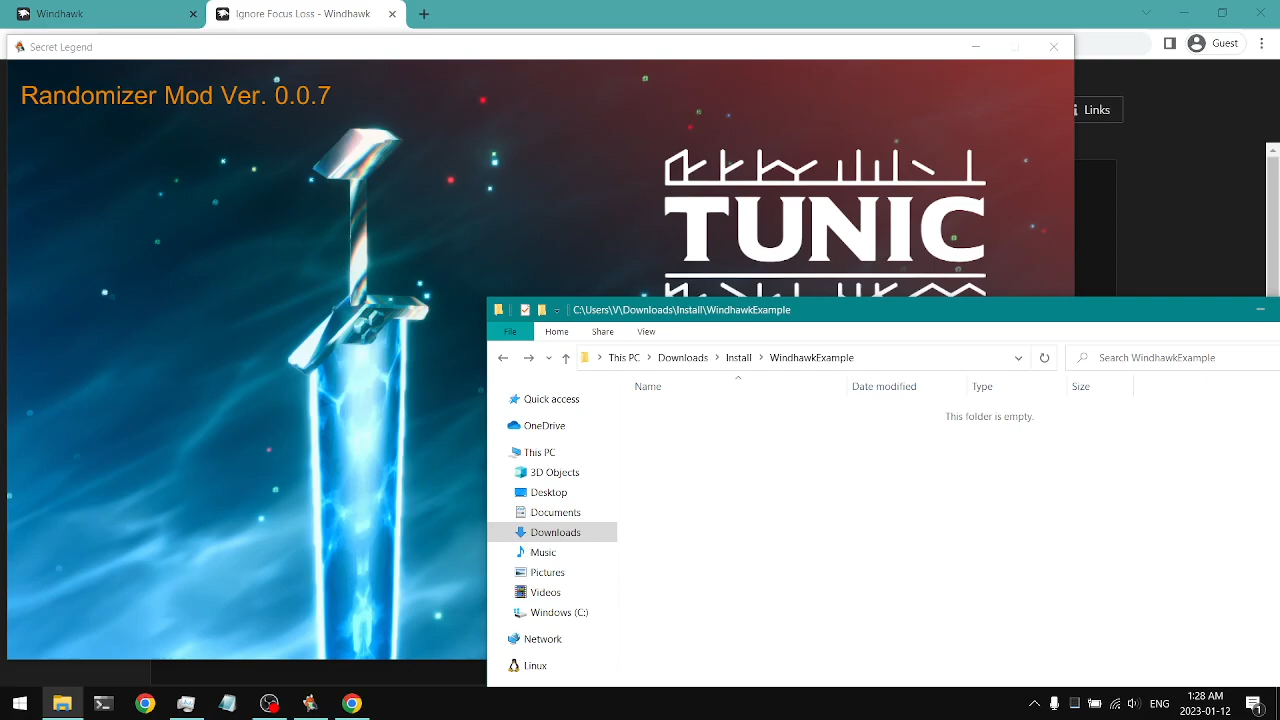 Windhawk
Ignore Focus Loss - Windhawk
Secret Legend
Guest
Randomizer Mod Ver. 0.0.7
Links
TUNIC
C:\Users\V\Downloads\Install\WindhawkExample
File Home Share View
This PC Downloads Install WindhawkExample
Search WindhawkExample
Name Date modified Type Size
This folder is empty.
Quick access
OneDrive
This PC
3D Objects
Desktop
Documents
Downloads
Music
Pictures
Videos
Windows (C:)
Network
Linux
ENG
1:28 AM
2023-01-12
1